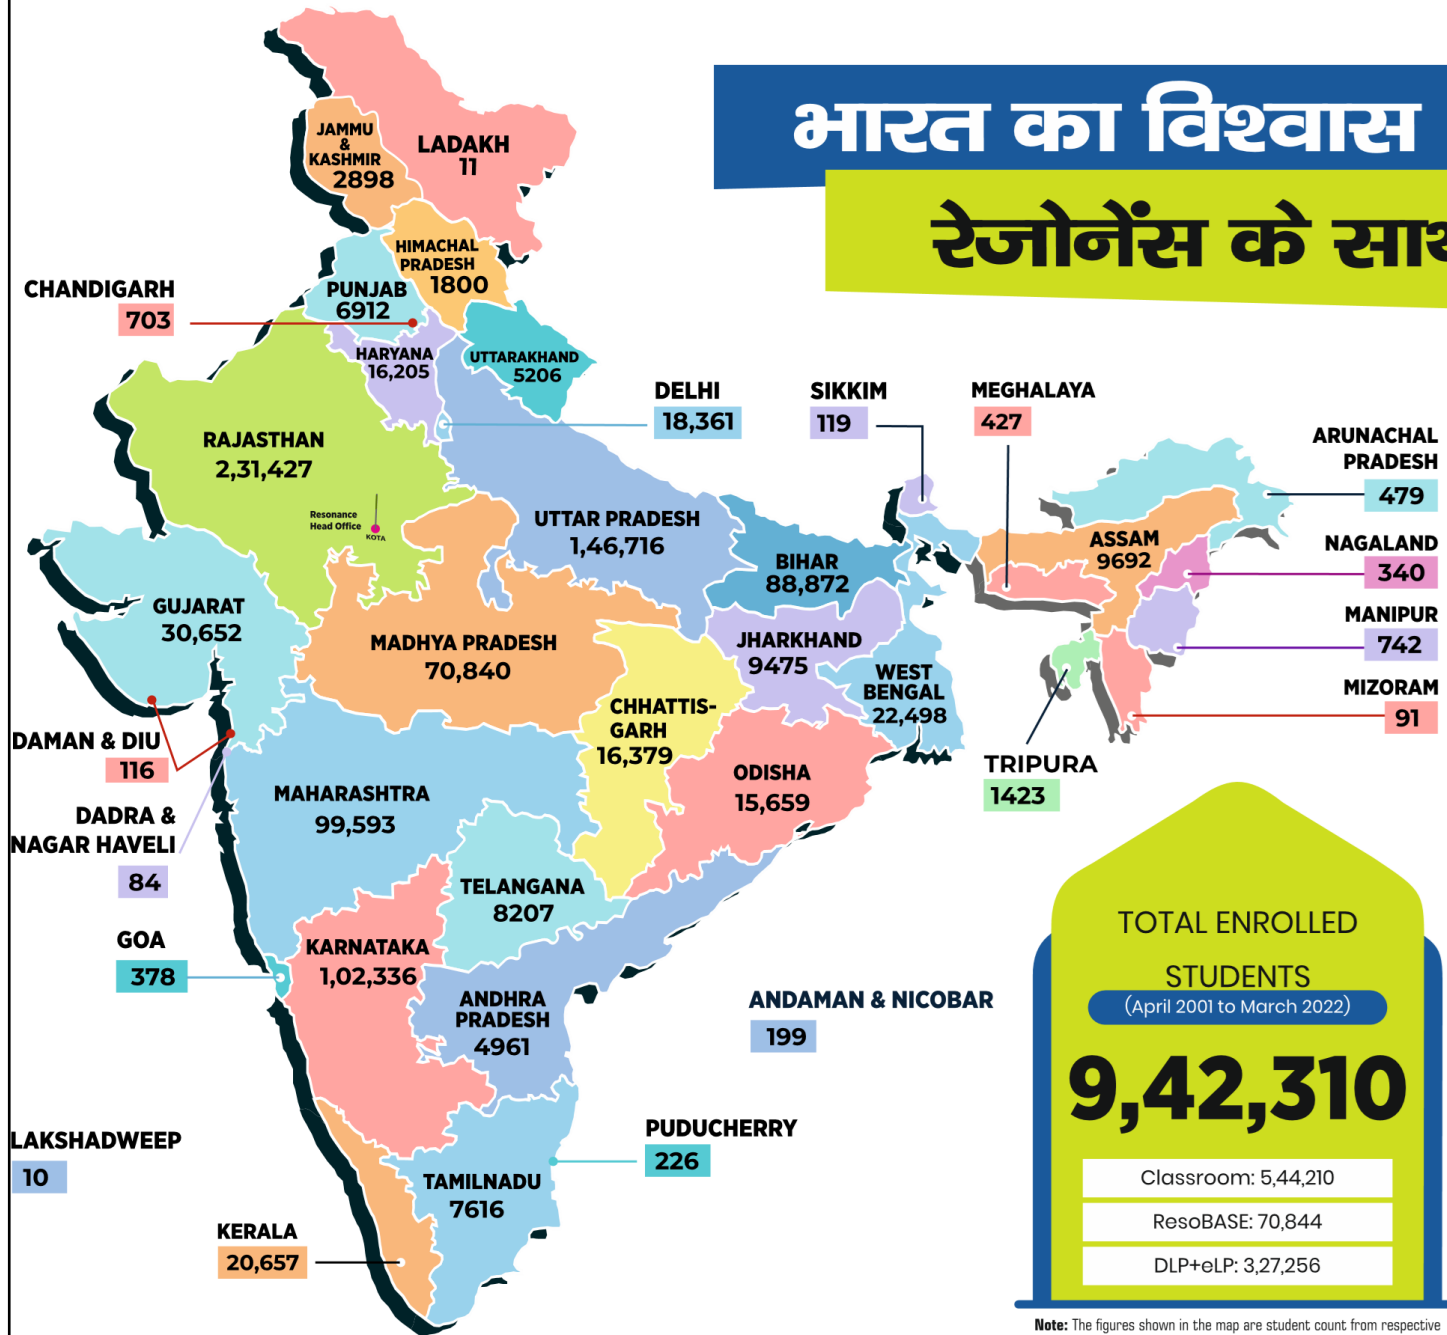 भारत का विश्वास
रेजोनेंस के
LADAKH
11
JAMMU
&
KASHMIR
2898
HIMACHAL
PRADESH
1800
PUNJAB
6912
CHANDIGARH
703
HARYANA
16,205
UTTARAKHAND
5206
DELHI
18,361
SIKKIM
119
MEGHALAYA
427
ARUNACHAL
PRADESH
479
RAJASTHAN
2,31,427
Resonance
Head Office
KOTA
UTTAR PRADESH
1,46,716
BIHAR
88,872
ASSAM
9692
NAGALAND
340
MANIPUR
742
MIZORAM
91
TRIPURA
1423
GUJARAT
30,652
MADHYA PRADESH
70,840
JHARKHAND
9475
WEST
BENGAL
22,498
CHHATTIS-
GARH
16,379
ODISHA
15,659
DAMAN & DIU
116
DADRA &
NAGAR HAVELI
84
MAHARASHTRA
99,593
TELANGANA
8207
GOA
378
KARNATAKA
1,02,336
ANDHRA
PRADESH
4961
ANDAMAN & NICOBAR
199
LAKSHADWEEP
10
PUDUCHERRY
226
TAMILNADU
7616
KERALA
20,657
TOTAL ENROLLED
STUDENTS
(April 2001 to March 2022)
9,42,310
Classroom: 5,44,210
ResoBASE: 70,844
DLP+eLP: 3,27,256
Note: The figures shown in the map are student count from respective